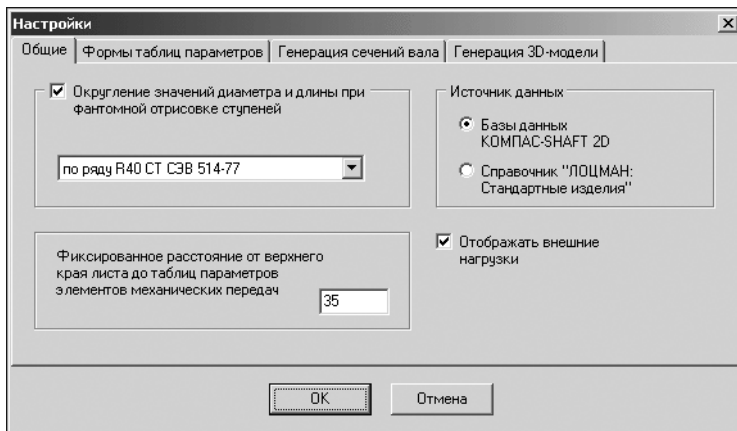 Настройки
Общие Формы таблиц параметров Генерация сечений вала Генерация 3D-модели
Округление значений диаметра и длины при
фантомной отрисовке ступеней
по ряду R40 СТ СЭВ 514-77
Источник данных
Базы данных
КОМПАС-SHAFT 2D
Справочник "ЛОЦМАН:
Стандартные изделия"
Фиксированное расстояние от верхнего
края листа до таблиц параметров
элементов механических передач
35
Отображать внешние
нагрузки
OK Отмена